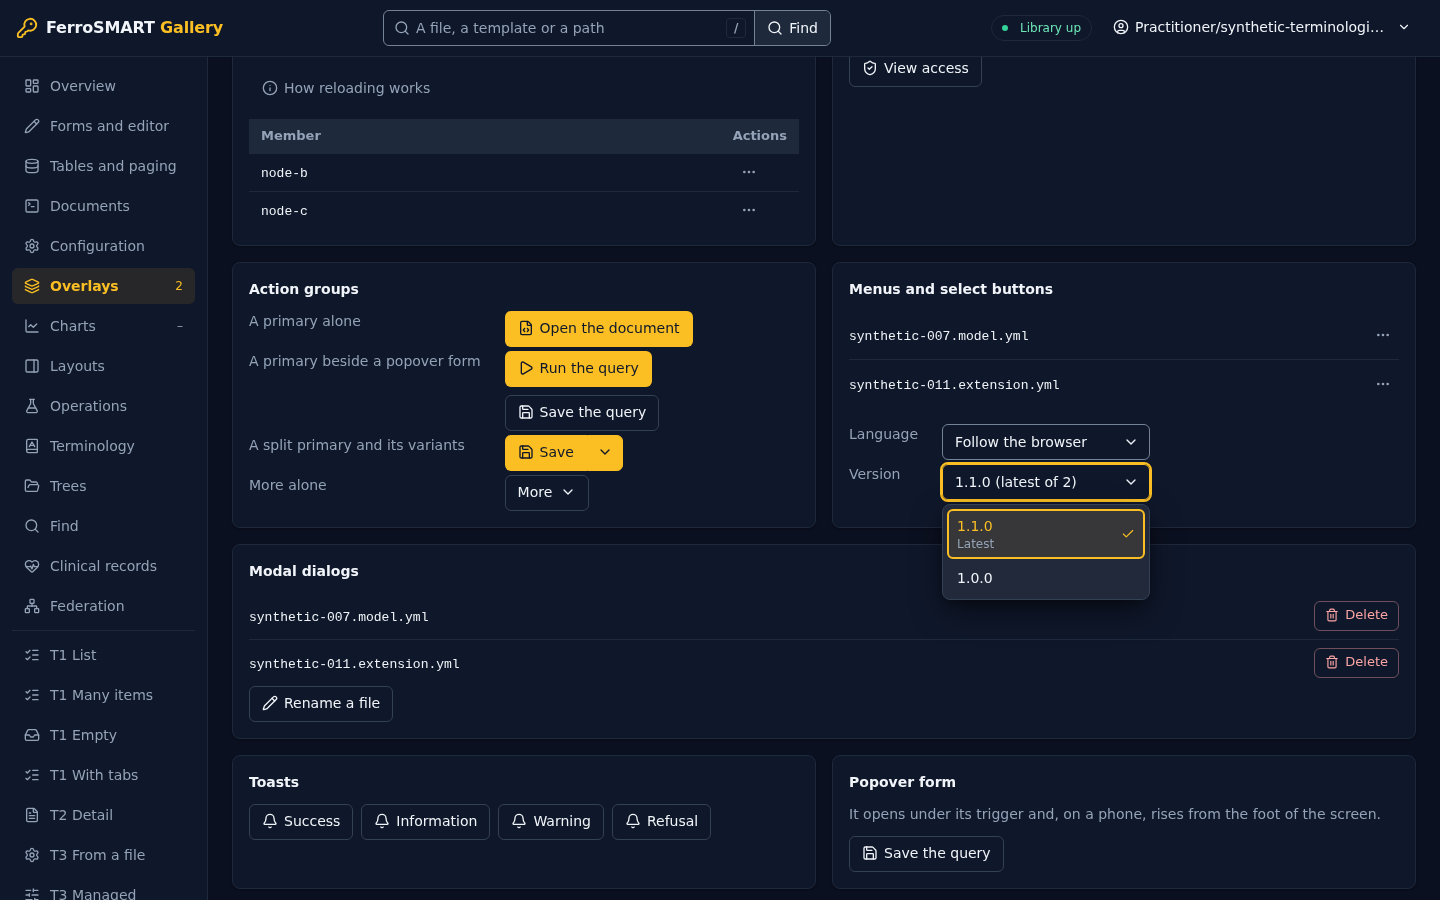 FerroSMART Gallery
A file, a template or a path
/
Find
Library up
Practitioner/synthetic-terminologi...
Overview
Forms and editor
Tables and paging
Documents
Configuration
Overlays 2
Charts –
Layouts
Operations
Terminology
Trees
Find
Clinical records
Federation
T1 List
T1 Many items
T1 Empty
T1 With tabs
T2 Detail
T3 From a file
T3 Managed
How reloading works
Member Actions
node-b
node-c
View access
Action groups
A primary alone
Open the document
A primary beside a popover form
Run the query
Save the query
A split primary and its variants
Save
More alone
More
Menus and select buttons
synthetic-007.model.yml
synthetic-011.extension.yml
Language
Follow the browser
Version
1.1.0 (latest of 2)
1.1.0
Latest
1.0.0
Modal dialogs
synthetic-007.model.yml
Delete
synthetic-011.extension.yml
Delete
Rename a file
Toasts
Success
Information
Warning
Refusal
Popover form
It opens under its trigger and, on a phone, rises from the foot of the screen.
Save the query